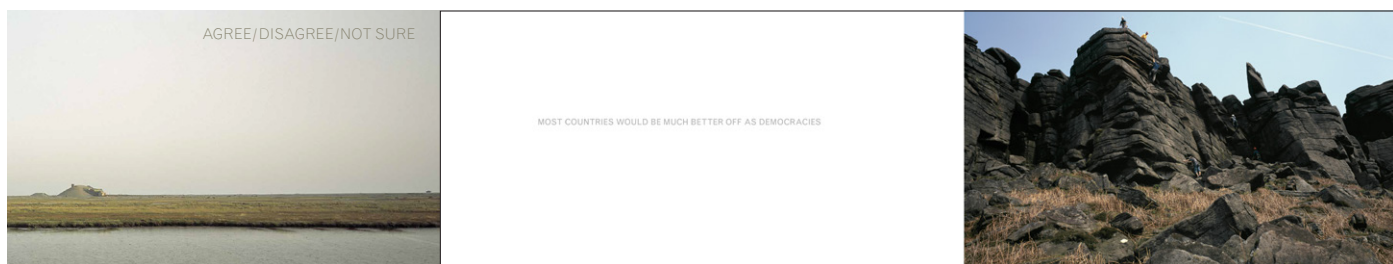 AGREE/DISAGREE/NOT SURE
MOST COUNTRIES WOULD BE MUCH BETTER OFF AS DEMOCRACIES